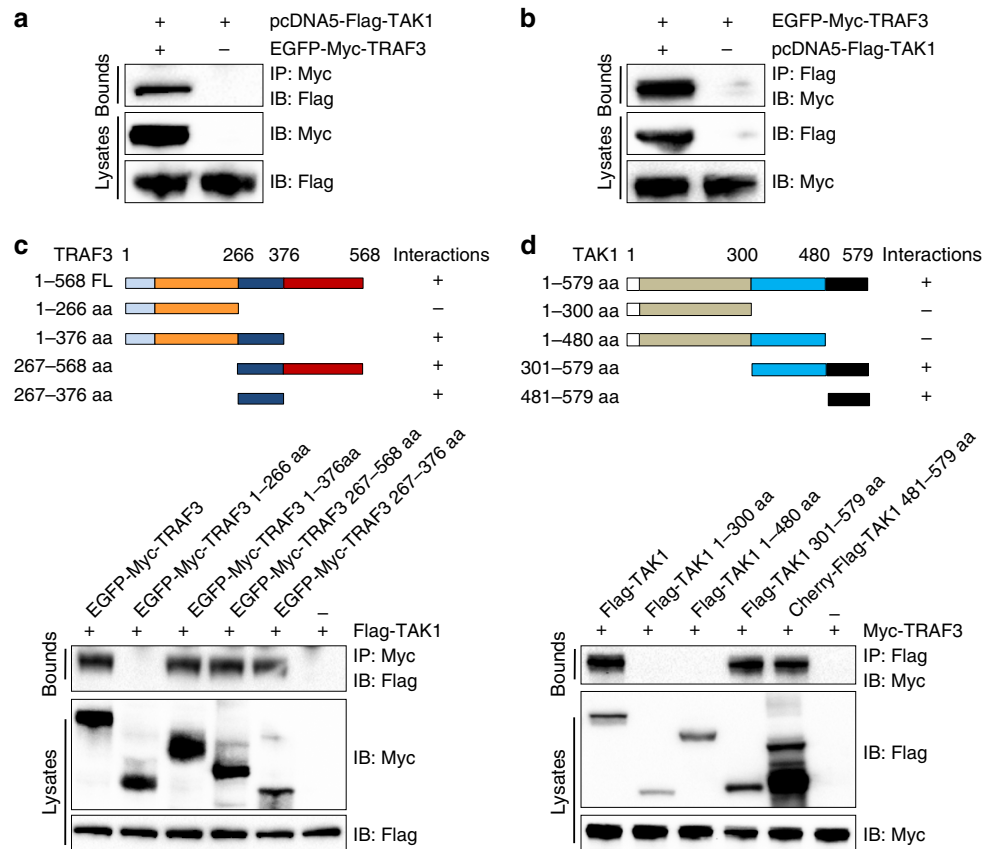 a
+ + pcDNA5-Flag-TAK1
+ – EGFP-Myc-TRAF3
Bounds
IP: Myc
IB: Flag
Lysates
IB: Myc
IB: Flag
b
+ + EGFP-Myc-TRAF3
+ – pcDNA5-Flag-TAK1
Bounds
IP: Flag
IB: Myc
Lysates
IB: Flag
IB: Myc
c
TRAF3 1 266 376 568 Interactions
1–568 FL +
1–266 aa –
1–376 aa +
267–568 aa +
267–376 aa +
EGFP-Myc-TRAF3
EGFP-Myc-TRAF3 1–266 aa
EGFP-Myc-TRAF3 1–376aa
EGFP-Myc-TRAF3 267–568 aa
EGFP-Myc-TRAF3 267–376 aa
–
+ + + + + + Flag-TAK1
Bounds
IP: Myc
IB: Flag
Lysates
IB: Myc
IB: Flag
d
TAK1 1 300 480 579 Interactions
1–579 aa +
1–300 aa –
1–480 aa –
301–579 aa +
481–579 aa +
Flag-TAK1
Flag-TAK1 1–300 aa
Flag-TAK1 1–480 aa
Flag-TAK1 301–579 aa
Cherry-Flag-TAK1 481–579 aa
–
+ + + + + + Myc-TRAF3
Bounds
IP: Flag
IB: Myc
Lysates
IB: Flag
IB: Myc